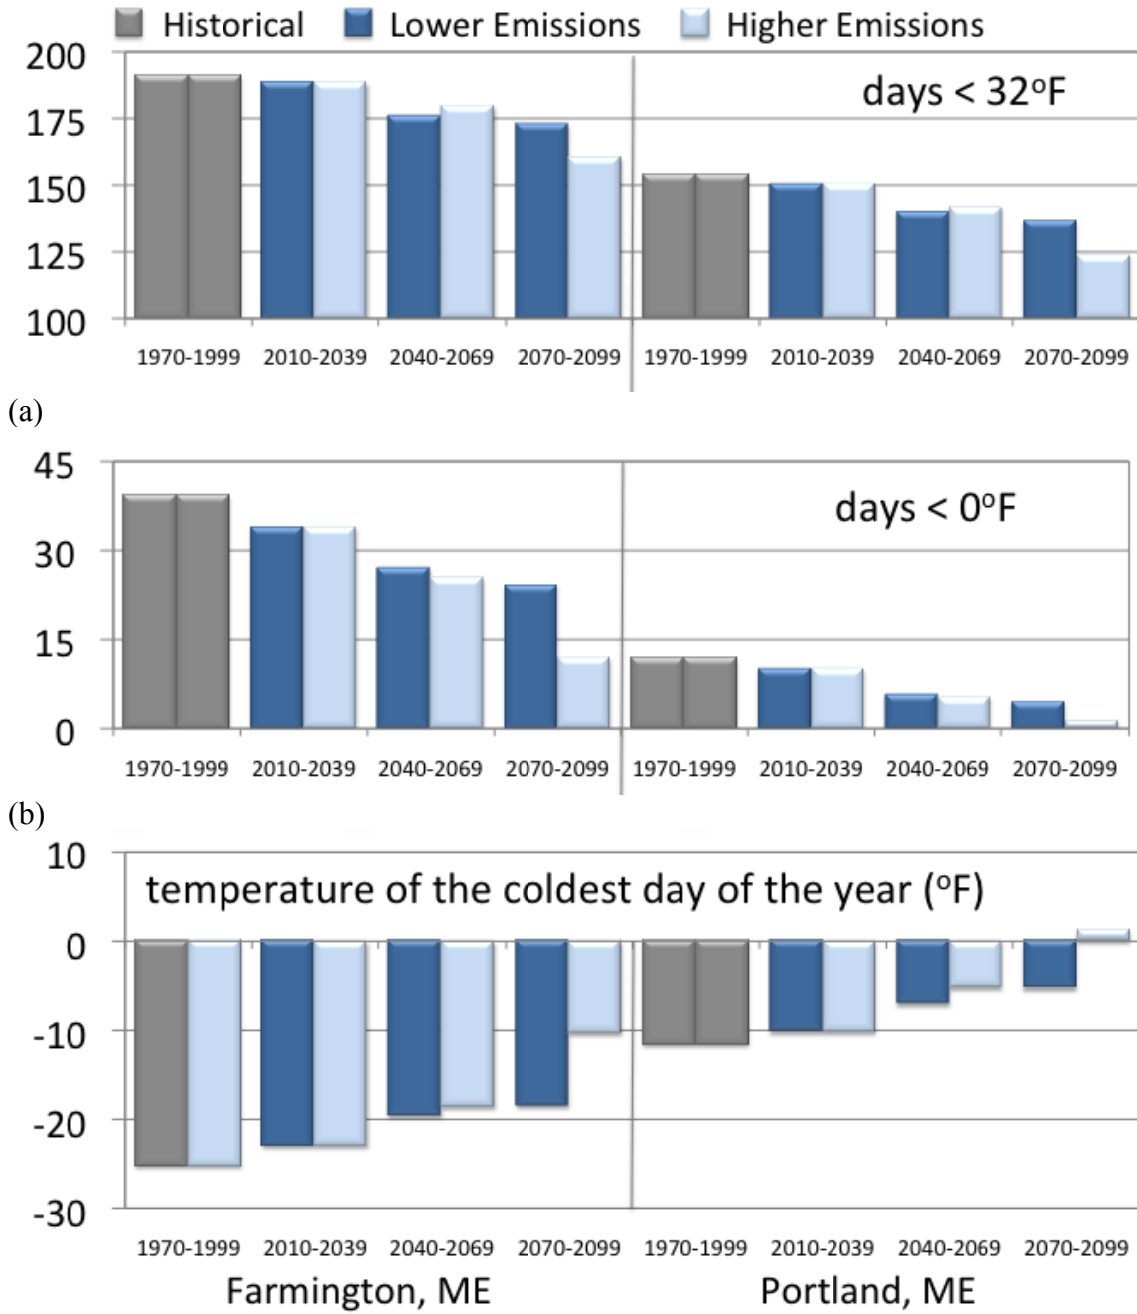 Historical Lower Emissions Higher Emissions
200
days < 32°F
175
150
125
100
1970-1999 2010-2039 2040-2069 2070-2099 1970-1999 2010-2039 2040-2069 2070-2099
(a)
45
days < 0°F
30
15
0
1970-1999 2010-2039 2040-2069 2070-2099 1970-1999 2010-2039 2040-2069 2070-2099
(b)
10
temperature of the coldest day of the year (°F)
0
-10
-20
-30
1970-1999 2010-2039 2040-2069 2070-2099 1970-1999 2010-2039 2040-2069 2070-2099
Farmington, ME Portland, ME